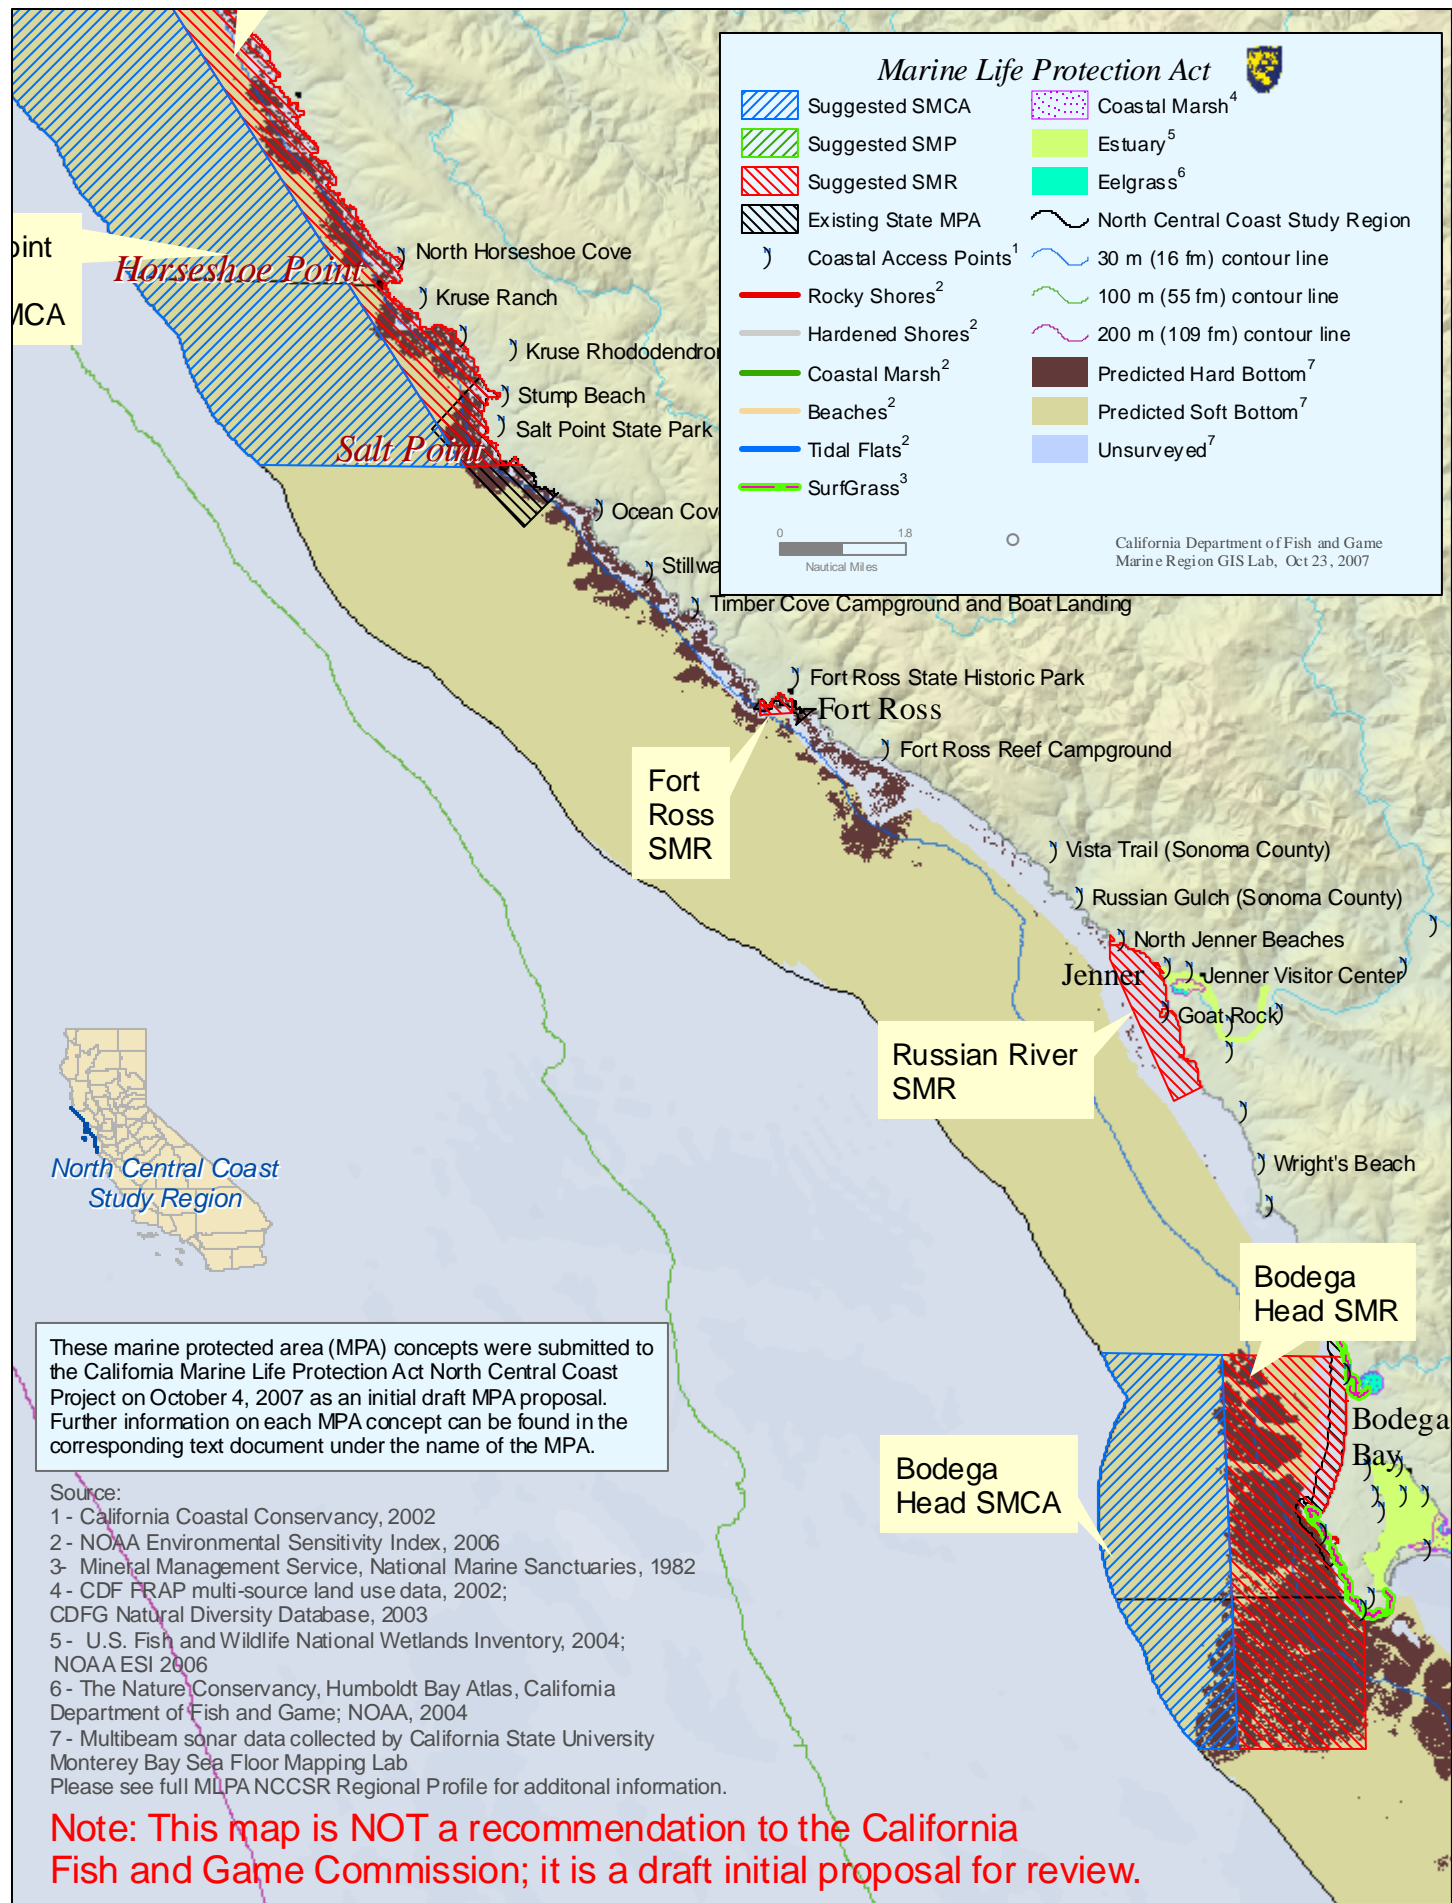 Marine Life Protection Act
Suggested SMCA
Suggested SMP
Suggested SMR
Existing State MPA
Coastal Access Points1
Rocky Shores2
Hardened Shores2
Coastal Marsh2
Beaches2
Tidal Flats2
SurfGrass3
Coastal Marsh4
Estuary5
Eelgrass6
North Central Coast Study Region
30 m (16 fm) contour line
100 m (55 fm) contour line
200 m (109 fm) contour line
Predicted Hard Bottom7
Predicted Soft Bottom7
Unsurveyed7
0 1.8
Nautical Miles
California Department of Fish and Game
Marine Region GIS Lab, Oct 23, 2007
oint
MCA
Horseshoe Point
North Horseshoe Cove
Kruse Ranch
Kruse Rhododendron
Stump Beach
Salt Point State Park
Salt Point
Ocean Cov
Stillwa
Timber Cove Campground and Boat Landing
Fort Ross State Historic Park
Fort Ross
Fort Ross Reef Campground
Fort
Ross
SMR
Vista Trail (Sonoma County)
Russian Gulch (Sonoma County)
North Jenner Beaches
Jenner
Jenner Visitor Center
Goat Rock
Russian River
SMR
Wright's Beach
North Central Coast
Study Region
Bodega
Head SMR
Bodega
Bay
Bodega
Head SMCA
These marine protected area (MPA) concepts were submitted to
the California Marine Life Protection Act North Central Coast
Project on October 4, 2007 as an initial draft MPA proposal.
Further information on each MPA concept can be found in the
corresponding text document under the name of the MPA.
Source:
1 - California Coastal Conservancy, 2002
2 - NOAA Environmental Sensitivity Index, 2006
3- Mineral Management Service, National Marine Sanctuaries, 1982
4 - CDF FRAP multi-source land use data, 2002;
CDFG Natural Diversity Database, 2003
5 - U.S. Fish and Wildlife National Wetlands Inventory, 2004;
NOAA ESI 2006
6 - The Nature Conservancy, Humboldt Bay Atlas, California
Department of Fish and Game; NOAA, 2004
7 - Multibeam sonar data collected by California State University
Monterey Bay Sea Floor Mapping Lab
Please see full MLPA NCCSR Regional Profile for additonal information.
Note: This map is NOT a recommendation to the California
Fish and Game Commission; it is a draft initial proposal for review.